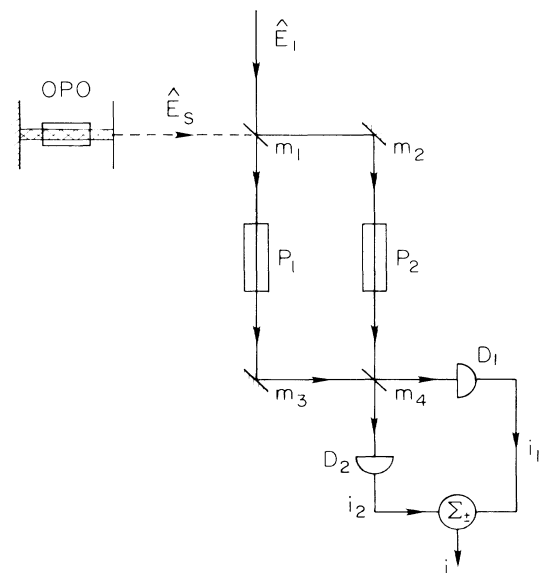 Ê₁
OPO
Êₛ
m₁
m₂
P₁
P₂
D₁
m₃
m₄
D₂
i₁
i₂
Σ±
i